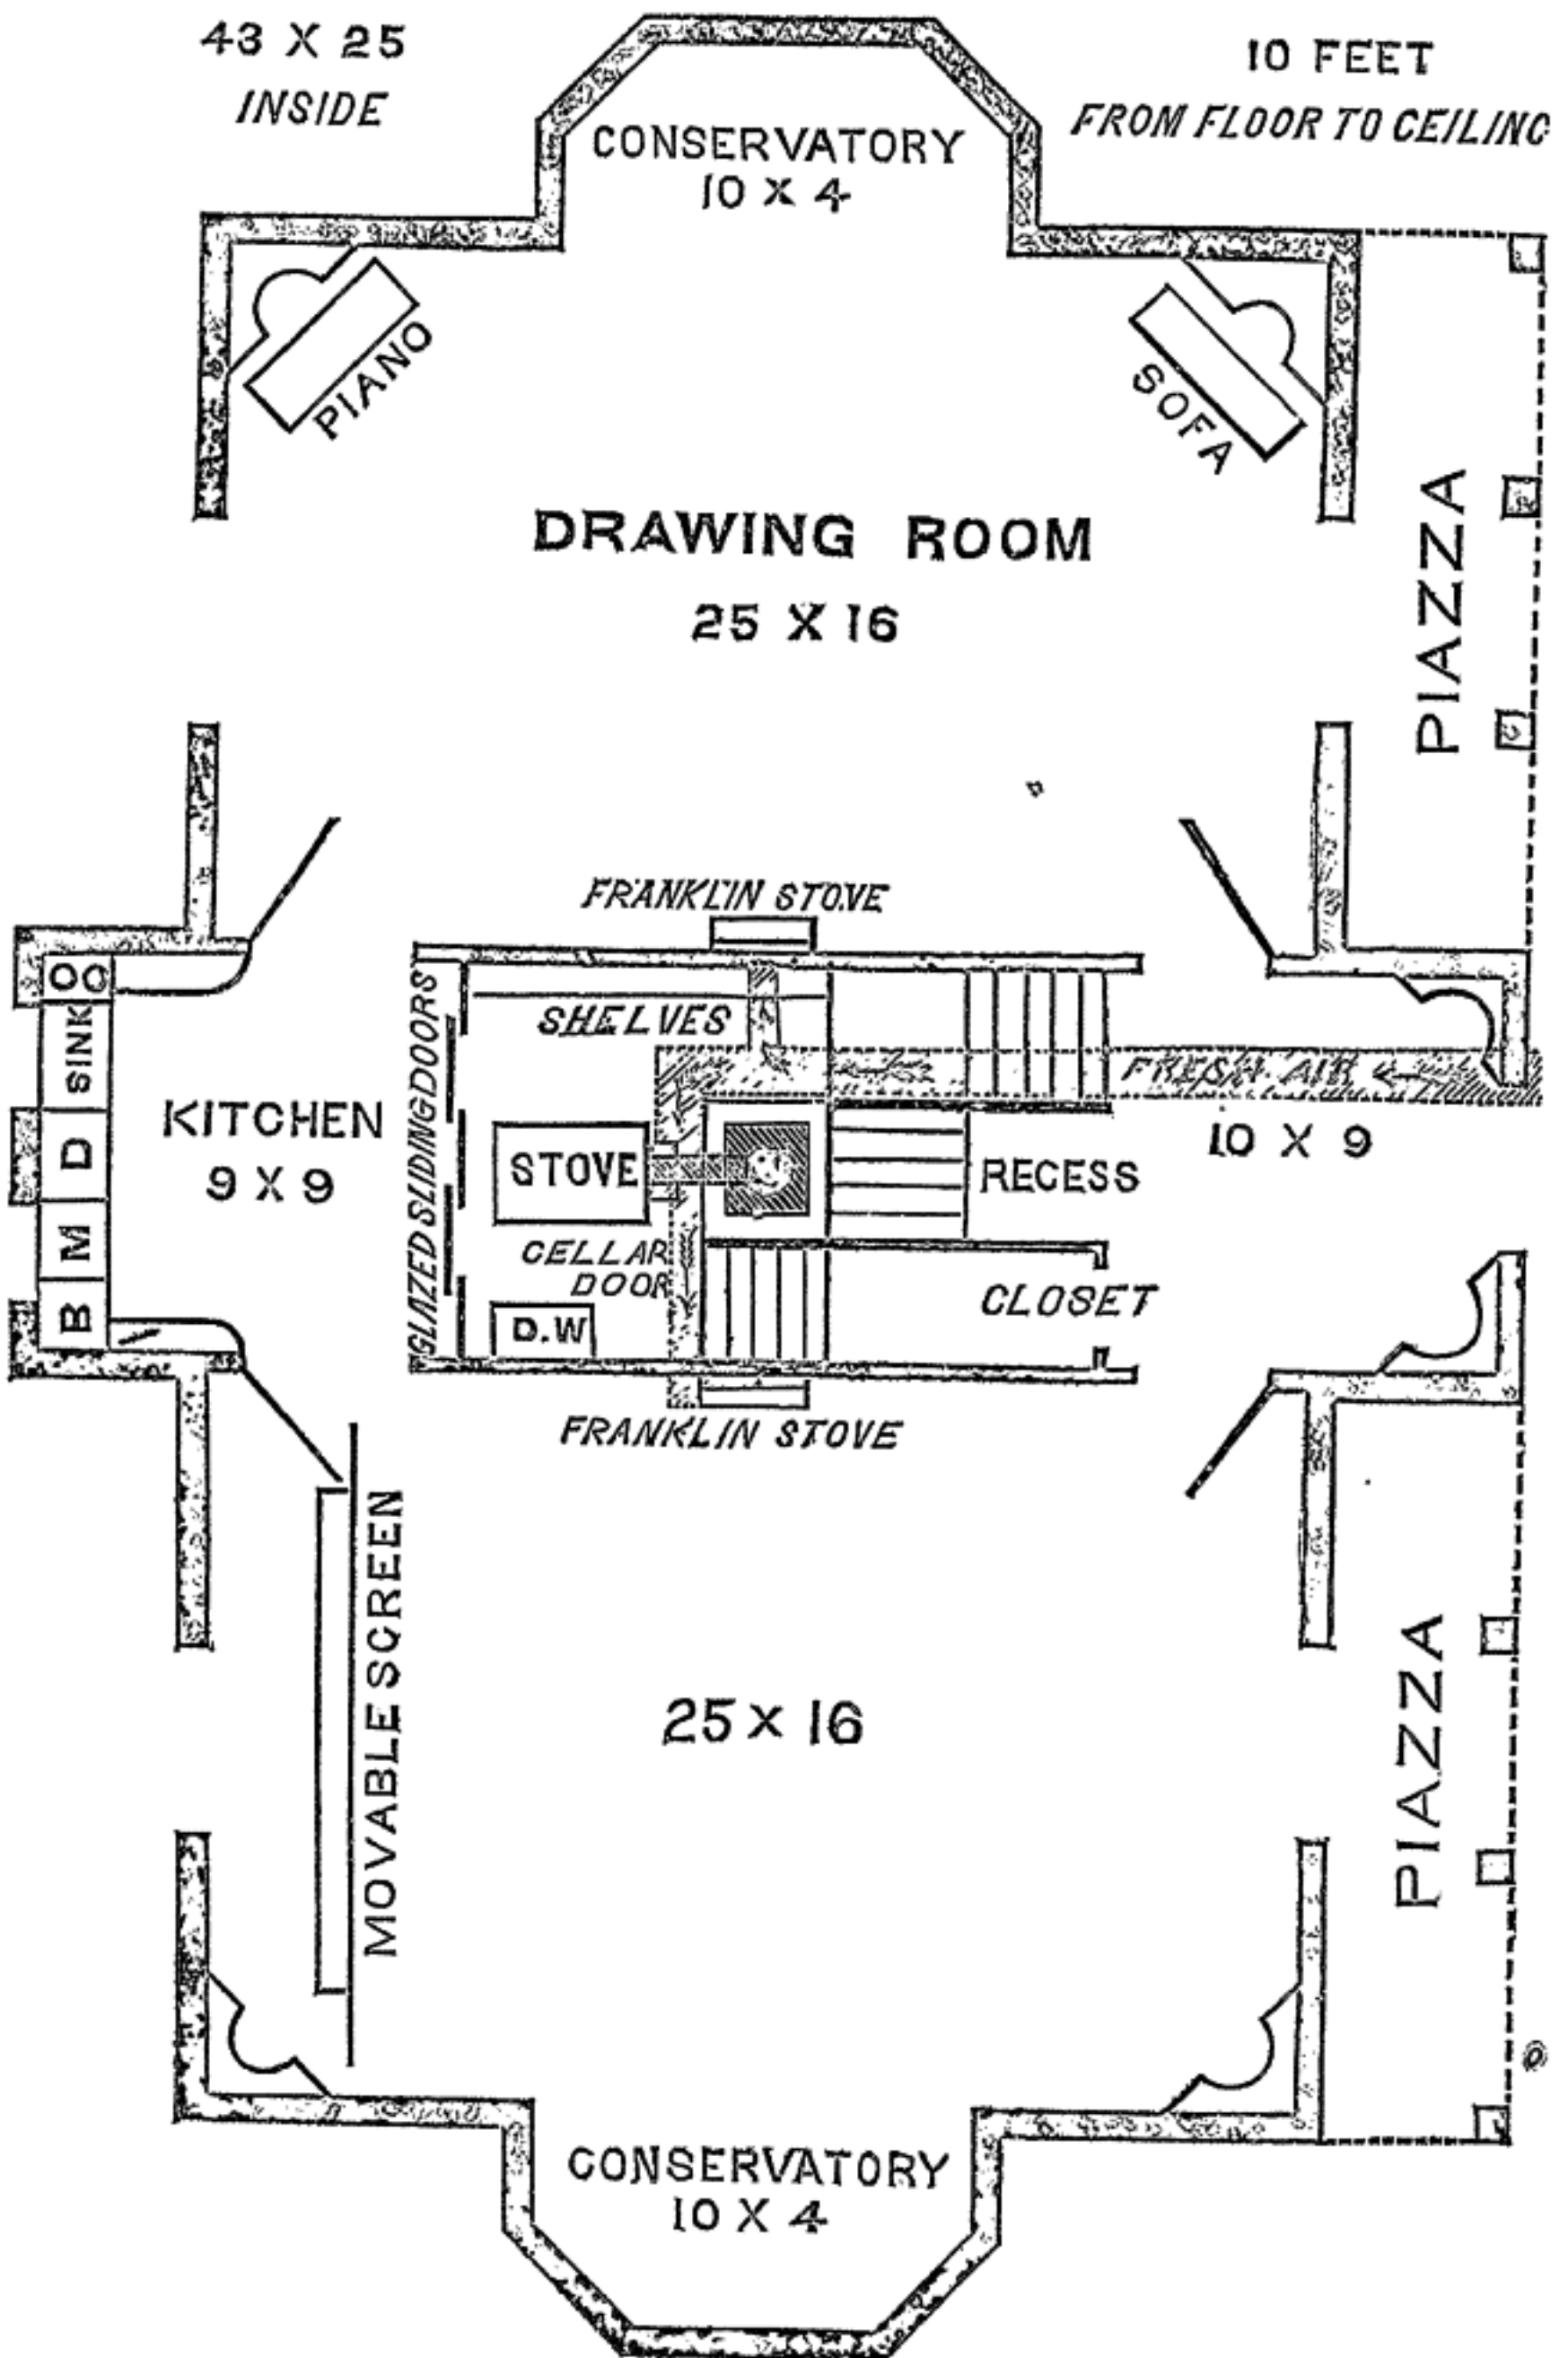 43 X 25
INSIDE
10 FEET
FROM FLOOR TO CEILING
CONSERVATORY
10 X 4
PIANO
SOFA
DRAWING ROOM
25 X 16
PIAZZA
FRANKLIN STOVE
OO
SINK
D
M
B
KITCHEN
9 X 9
GLAZED SLIDING DOORS
SHELVES
FRESH AIR
10 X 9
STOVE
RECESS
CELLAR
DOOR
CLOSET
D.W
FRANKLIN STOVE
MOVABLE SCREEN
25 X 16
PIAZZA
CONSERVATORY
10 X 4